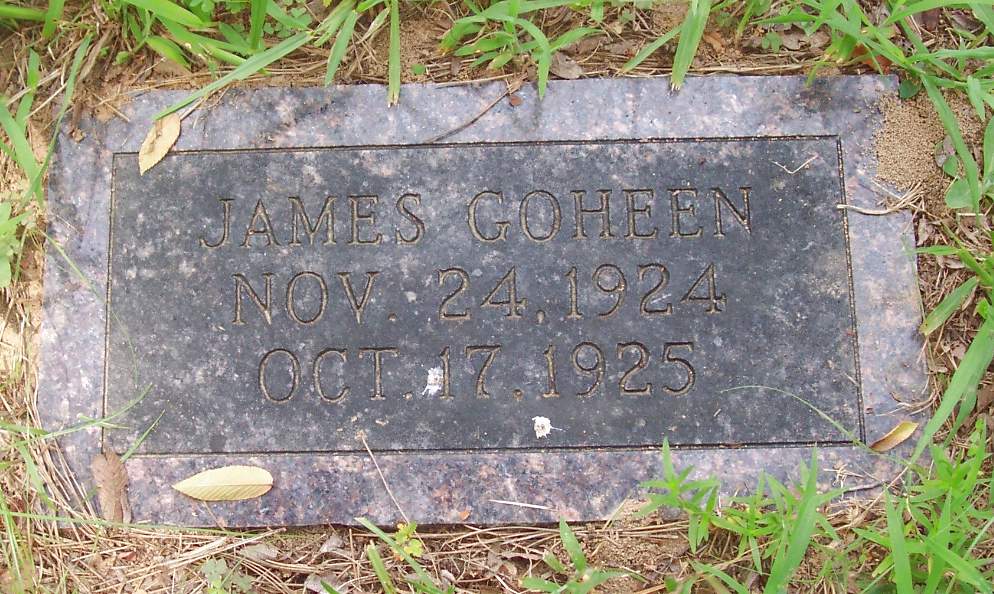 JAMES GOHEEN
NOV. 24, 1924
OCT. 17, 1925